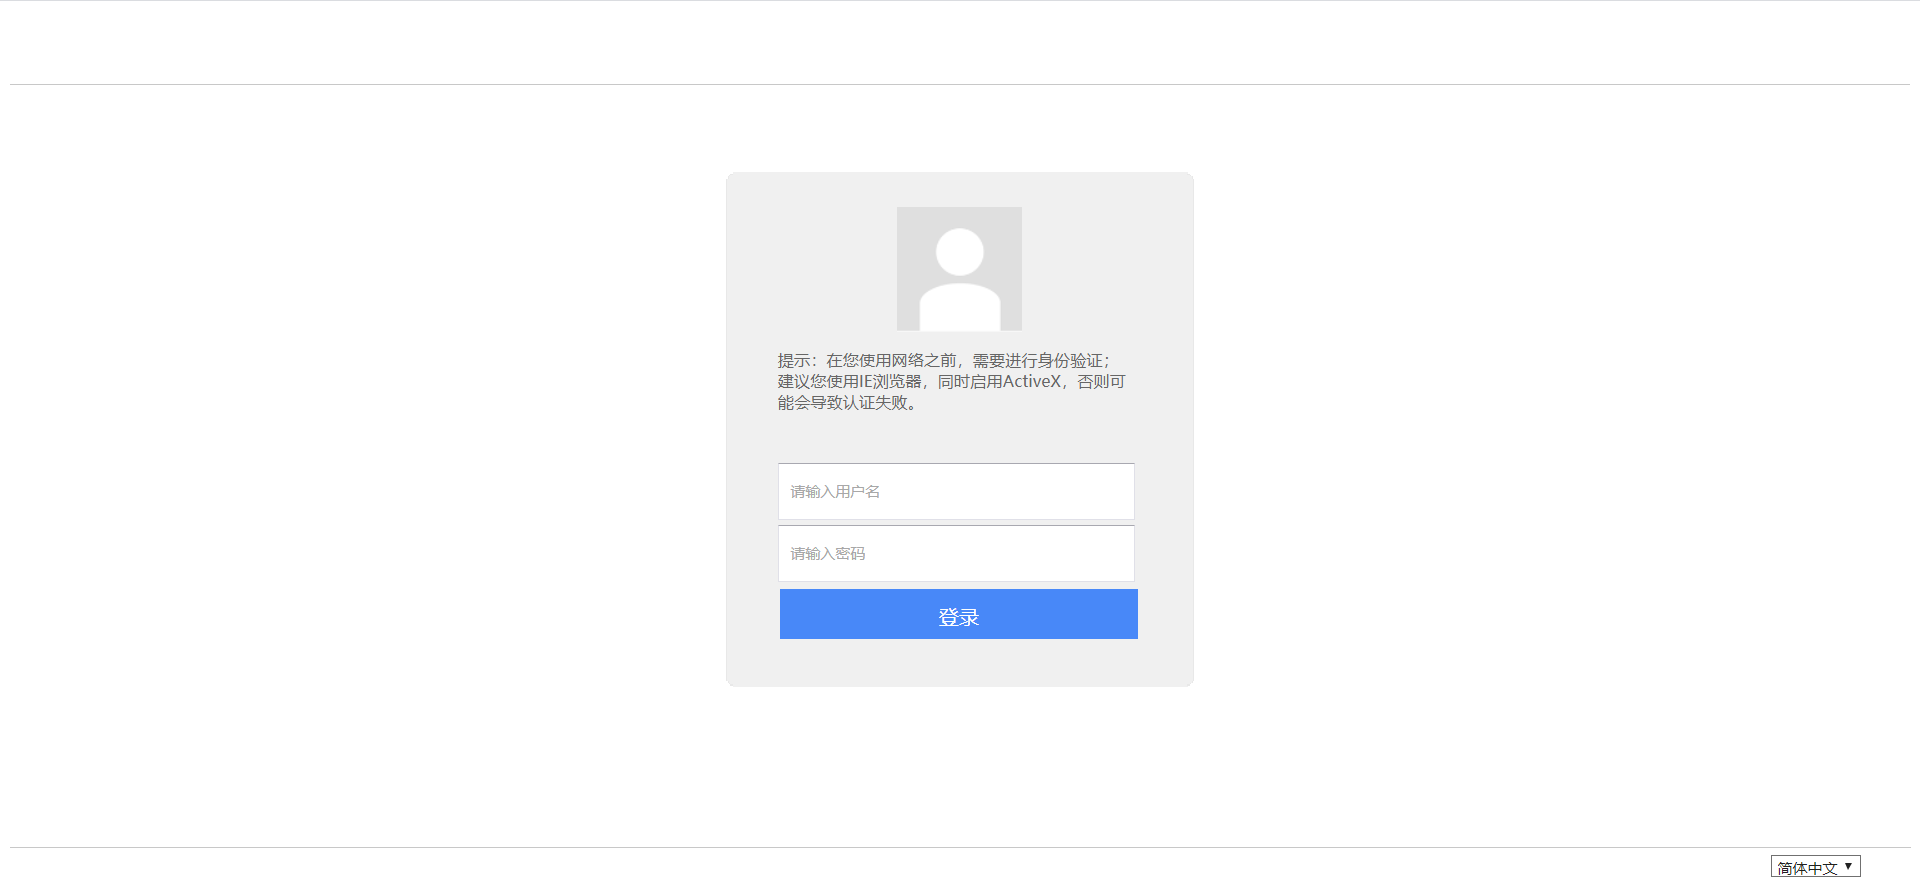 提示：在您使用网络之前，需要进行身份验证；
建议您使用IE浏览器，同时启用ActiveX，否则可
能会导致认证失败。
请输入用户名
请输入密码
登录
简体中文